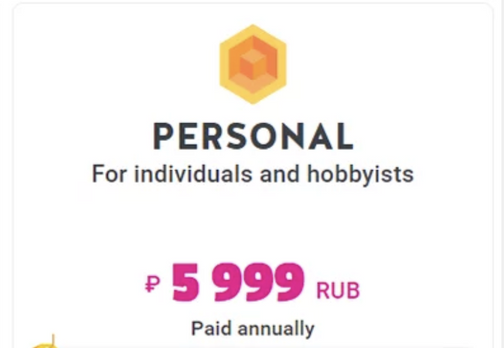 PERSONAL
For individuals and hobbyists
₽ 5 999 RUB
Paid annually